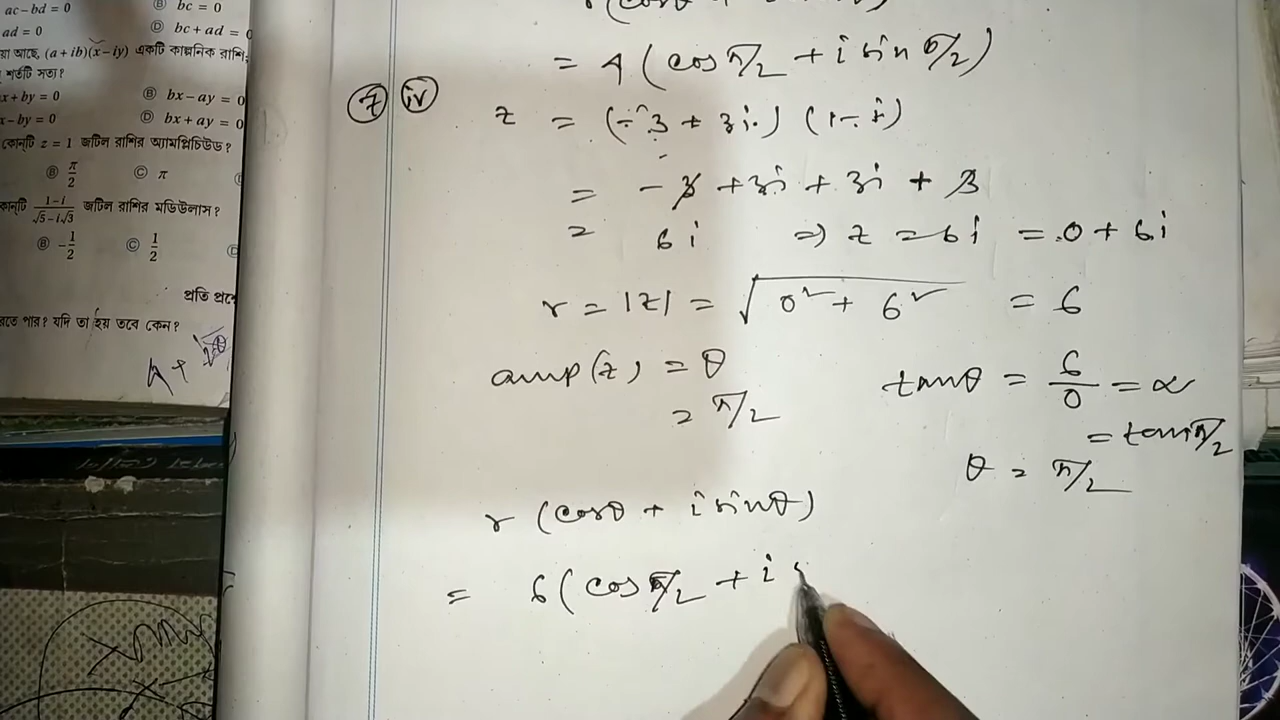 ac−bd = 0 Ⓑ bc = 0
ad = 0 Ⓓ bc+ad =
য়া আছে, (a+ib)(x−iy) একটি কাল্পনিক রাশি
শর্তটি সত্য?
x+by = 0 Ⓑ bx−ay = 0
x−by = 0 Ⓓ bx+ay = 0
কোন্‌টি z = 1 জটিল রাশির অ্যামপ্লিচিউড?
Ⓑ π/2 Ⓒ π
কোন্‌টি (1−i)/(√5−i√3) জটিল রাশির মডিউলাস?
Ⓑ −1/2 Ⓒ 1/2
প্রতি
রতে পার? যদি তা হয় তবে কেন?
= 4 (cos π/2 + i sin π/2)
⑦ ⓘⓥ z = (−3 + 3i) (1−i)
= −3 + 3i + 3i + 3
= 6i ⇒ z = 6i = 0 + 6i
r = |z| = √(0² + 6²) = 6
amp(z) = θ tanθ = 6/0 = ∝
= π/2 = tan π/2
θ = π/2
r (cosθ + i sinθ)
= 6 (cos π/2 + i s